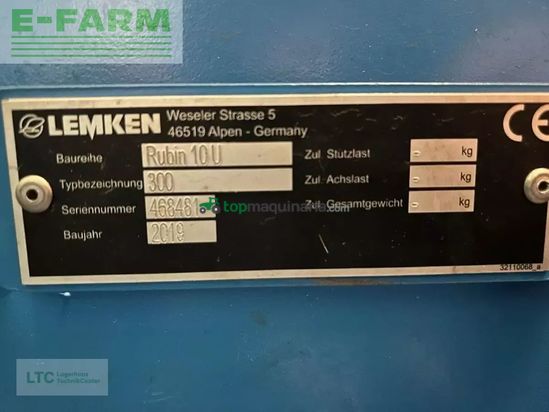 E-FARM
LEMKEN
Weseler Strasse 5
46519 Alpen - Germany
CE
Baureihe Rubin 10 U Zul. Stützlast - kg
Typbezeichnung 300 Zul. Achslast - kg
Seriennummer 468481 Zul. Gesamtgewicht - kg
topmaquinaria.com
Baujahr 2019
32110068_a
LTC Lagerhaus
TechnikCenter